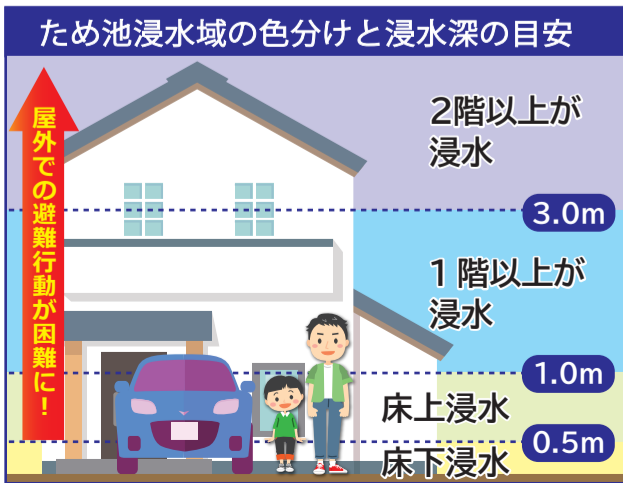 ため池浸水域の色分けと浸水深の目安
屋外での避難行動が困難に!
2階以上が
浸水
3.0m
1階以上が
浸水
1.0m
床上浸水
0.5m
床下浸水